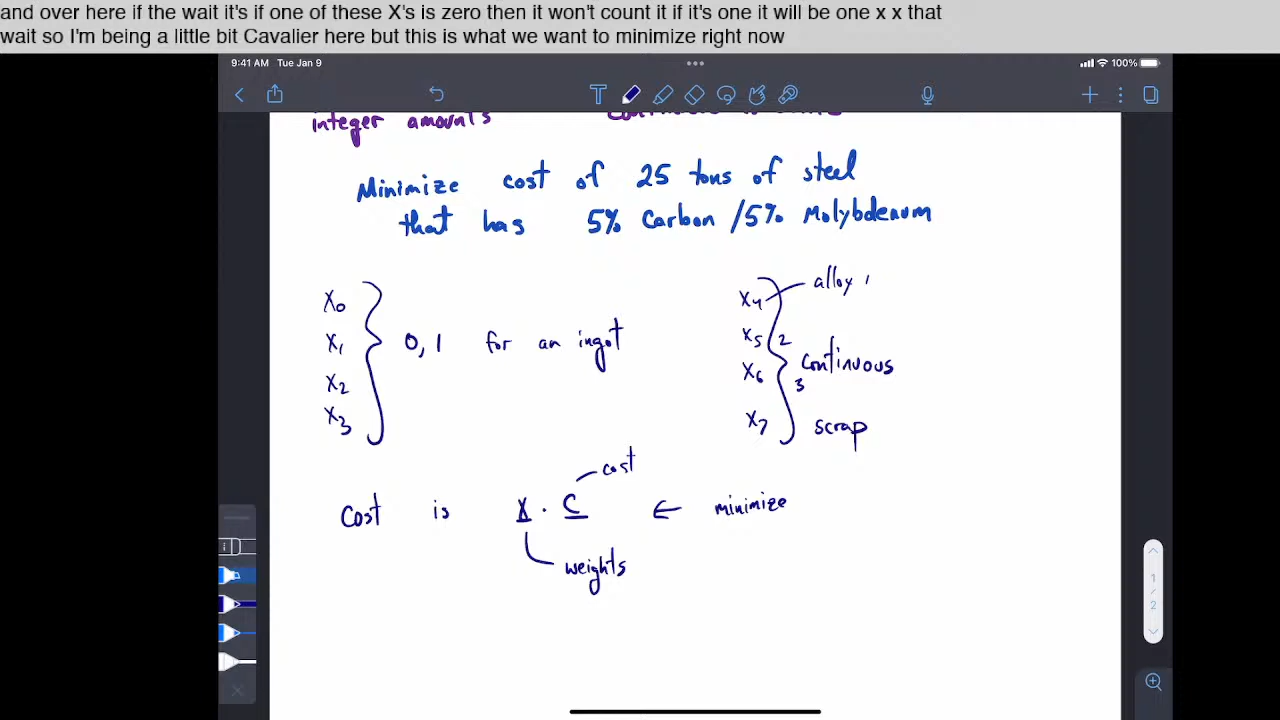 and over here if the wait it's if one of these X's is zero then it won't count it if it's one it will be one x x that
wait so I'm being a little bit Cavalier here but this is what we want to minimize right now
9:41 AM Tue Jan 9
100%
integer amounts
Minimize cost of 25 tons of steel
that has 5% Carbon /5% Molybdenum
x0
x1
x2
x3
0, 1 for an ingot
x4 alloy 1
x5 2
x6 3 continuous
x7 scrap
cost
Cost is x · c ← minimize
weights
1
/
2